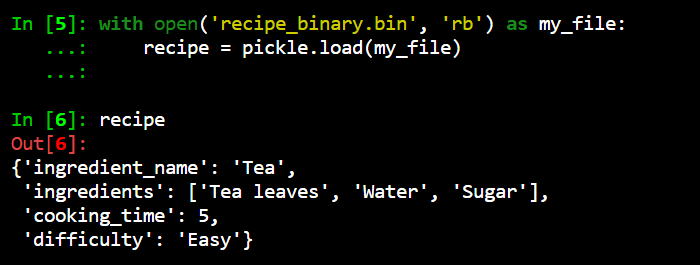 In [5]: with open('recipe_binary.bin', 'rb') as my_file:
   ...:     recipe = pickle.load(my_file)
   ...:
In [6]: recipe
Out[6]:
{'ingredient_name': 'Tea',
 'ingredients': ['Tea leaves', 'Water', 'Sugar'],
 'cooking_time': 5,
 'difficulty': 'Easy'}